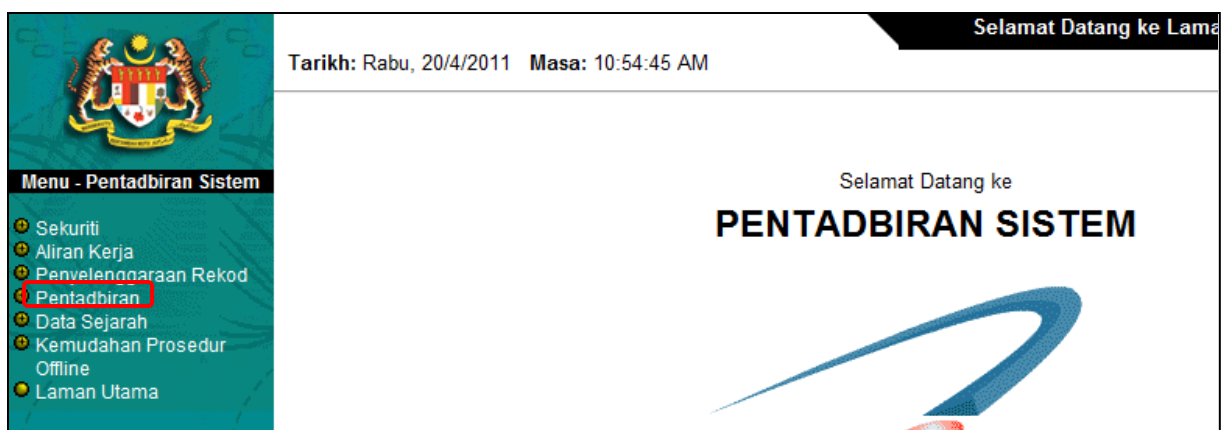 Selamat Datang ke Lama
Tarikh: Rabu, 20/4/2011 Masa: 10:54:45 AM
Menu - Pentadbiran Sistem
Sekuriti
Aliran Kerja
Penyelenggaraan Rekod
Pentadbiran
Data Sejarah
Kemudahan Prosedur
Offline
Laman Utama
Selamat Datang ke
PENTADBIRAN SISTEM